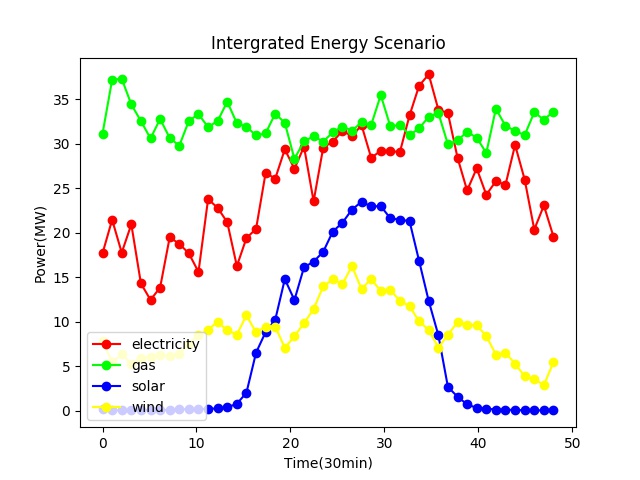 Intergrated Energy Scenario
Power(MW)
35
30
25
20
15
10
5
0
electricity
gas
solar
wind
0 10 20 30 40 50
Time(30min)